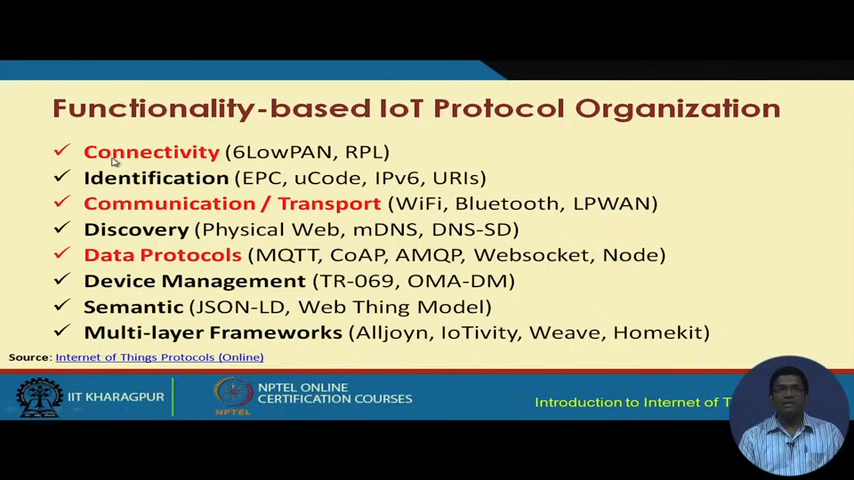 Functionality-based IoT Protocol Organization
✓ Connectivity (6LowPAN, RPL)
✓ Identification (EPC, uCode, IPv6, URIs)
✓ Communication / Transport (WiFi, Bluetooth, LPWAN)
✓ Discovery (Physical Web, mDNS, DNS-SD)
✓ Data Protocols (MQTT, CoAP, AMQP, Websocket, Node)
✓ Device Management (TR-069, OMA-DM)
✓ Semantic (JSON-LD, Web Thing Model)
✓ Multi-layer Frameworks (Alljoyn, IoTivity, Weave, Homekit)
Source: Internet of Things Protocols (Online)
IIT KHARAGPUR
NPTEL
NPTEL ONLINE
CERTIFICATION COURSES
Introduction to Internet of T